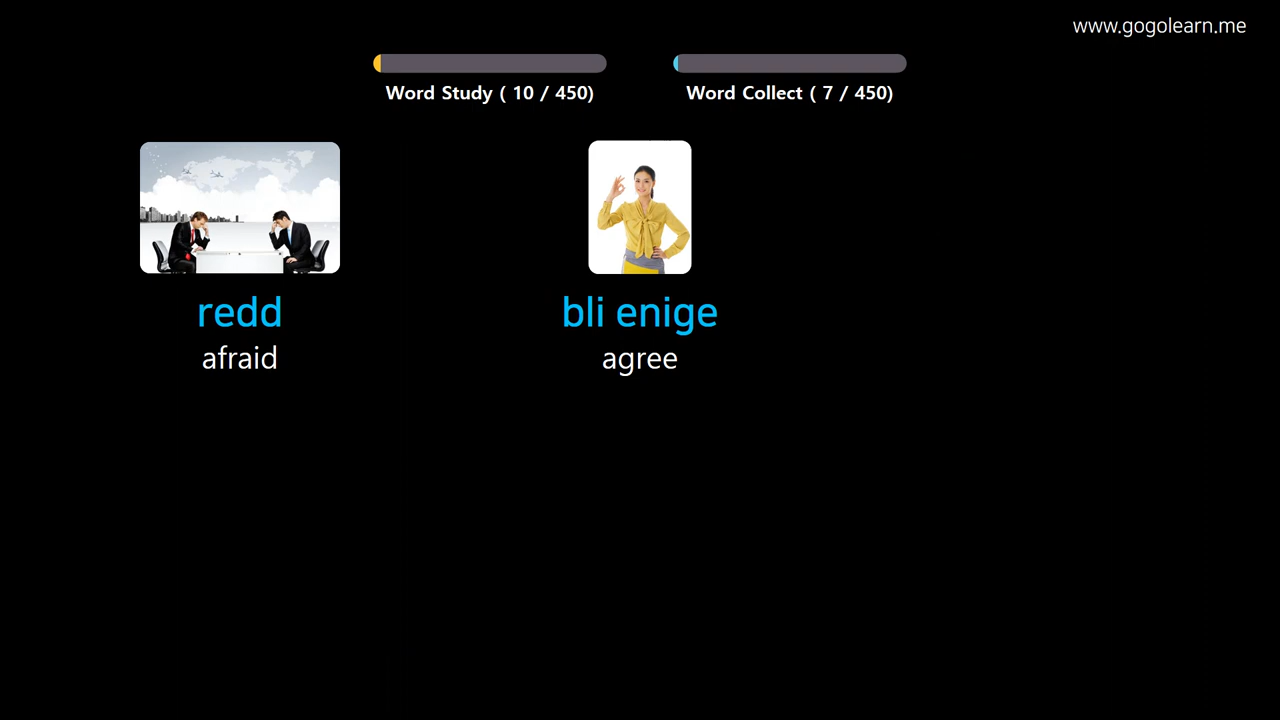 www.gogolearn.me
Word Study ( 10 / 450)
Word Collect ( 7 / 450)
redd
afraid
bli enige
agree